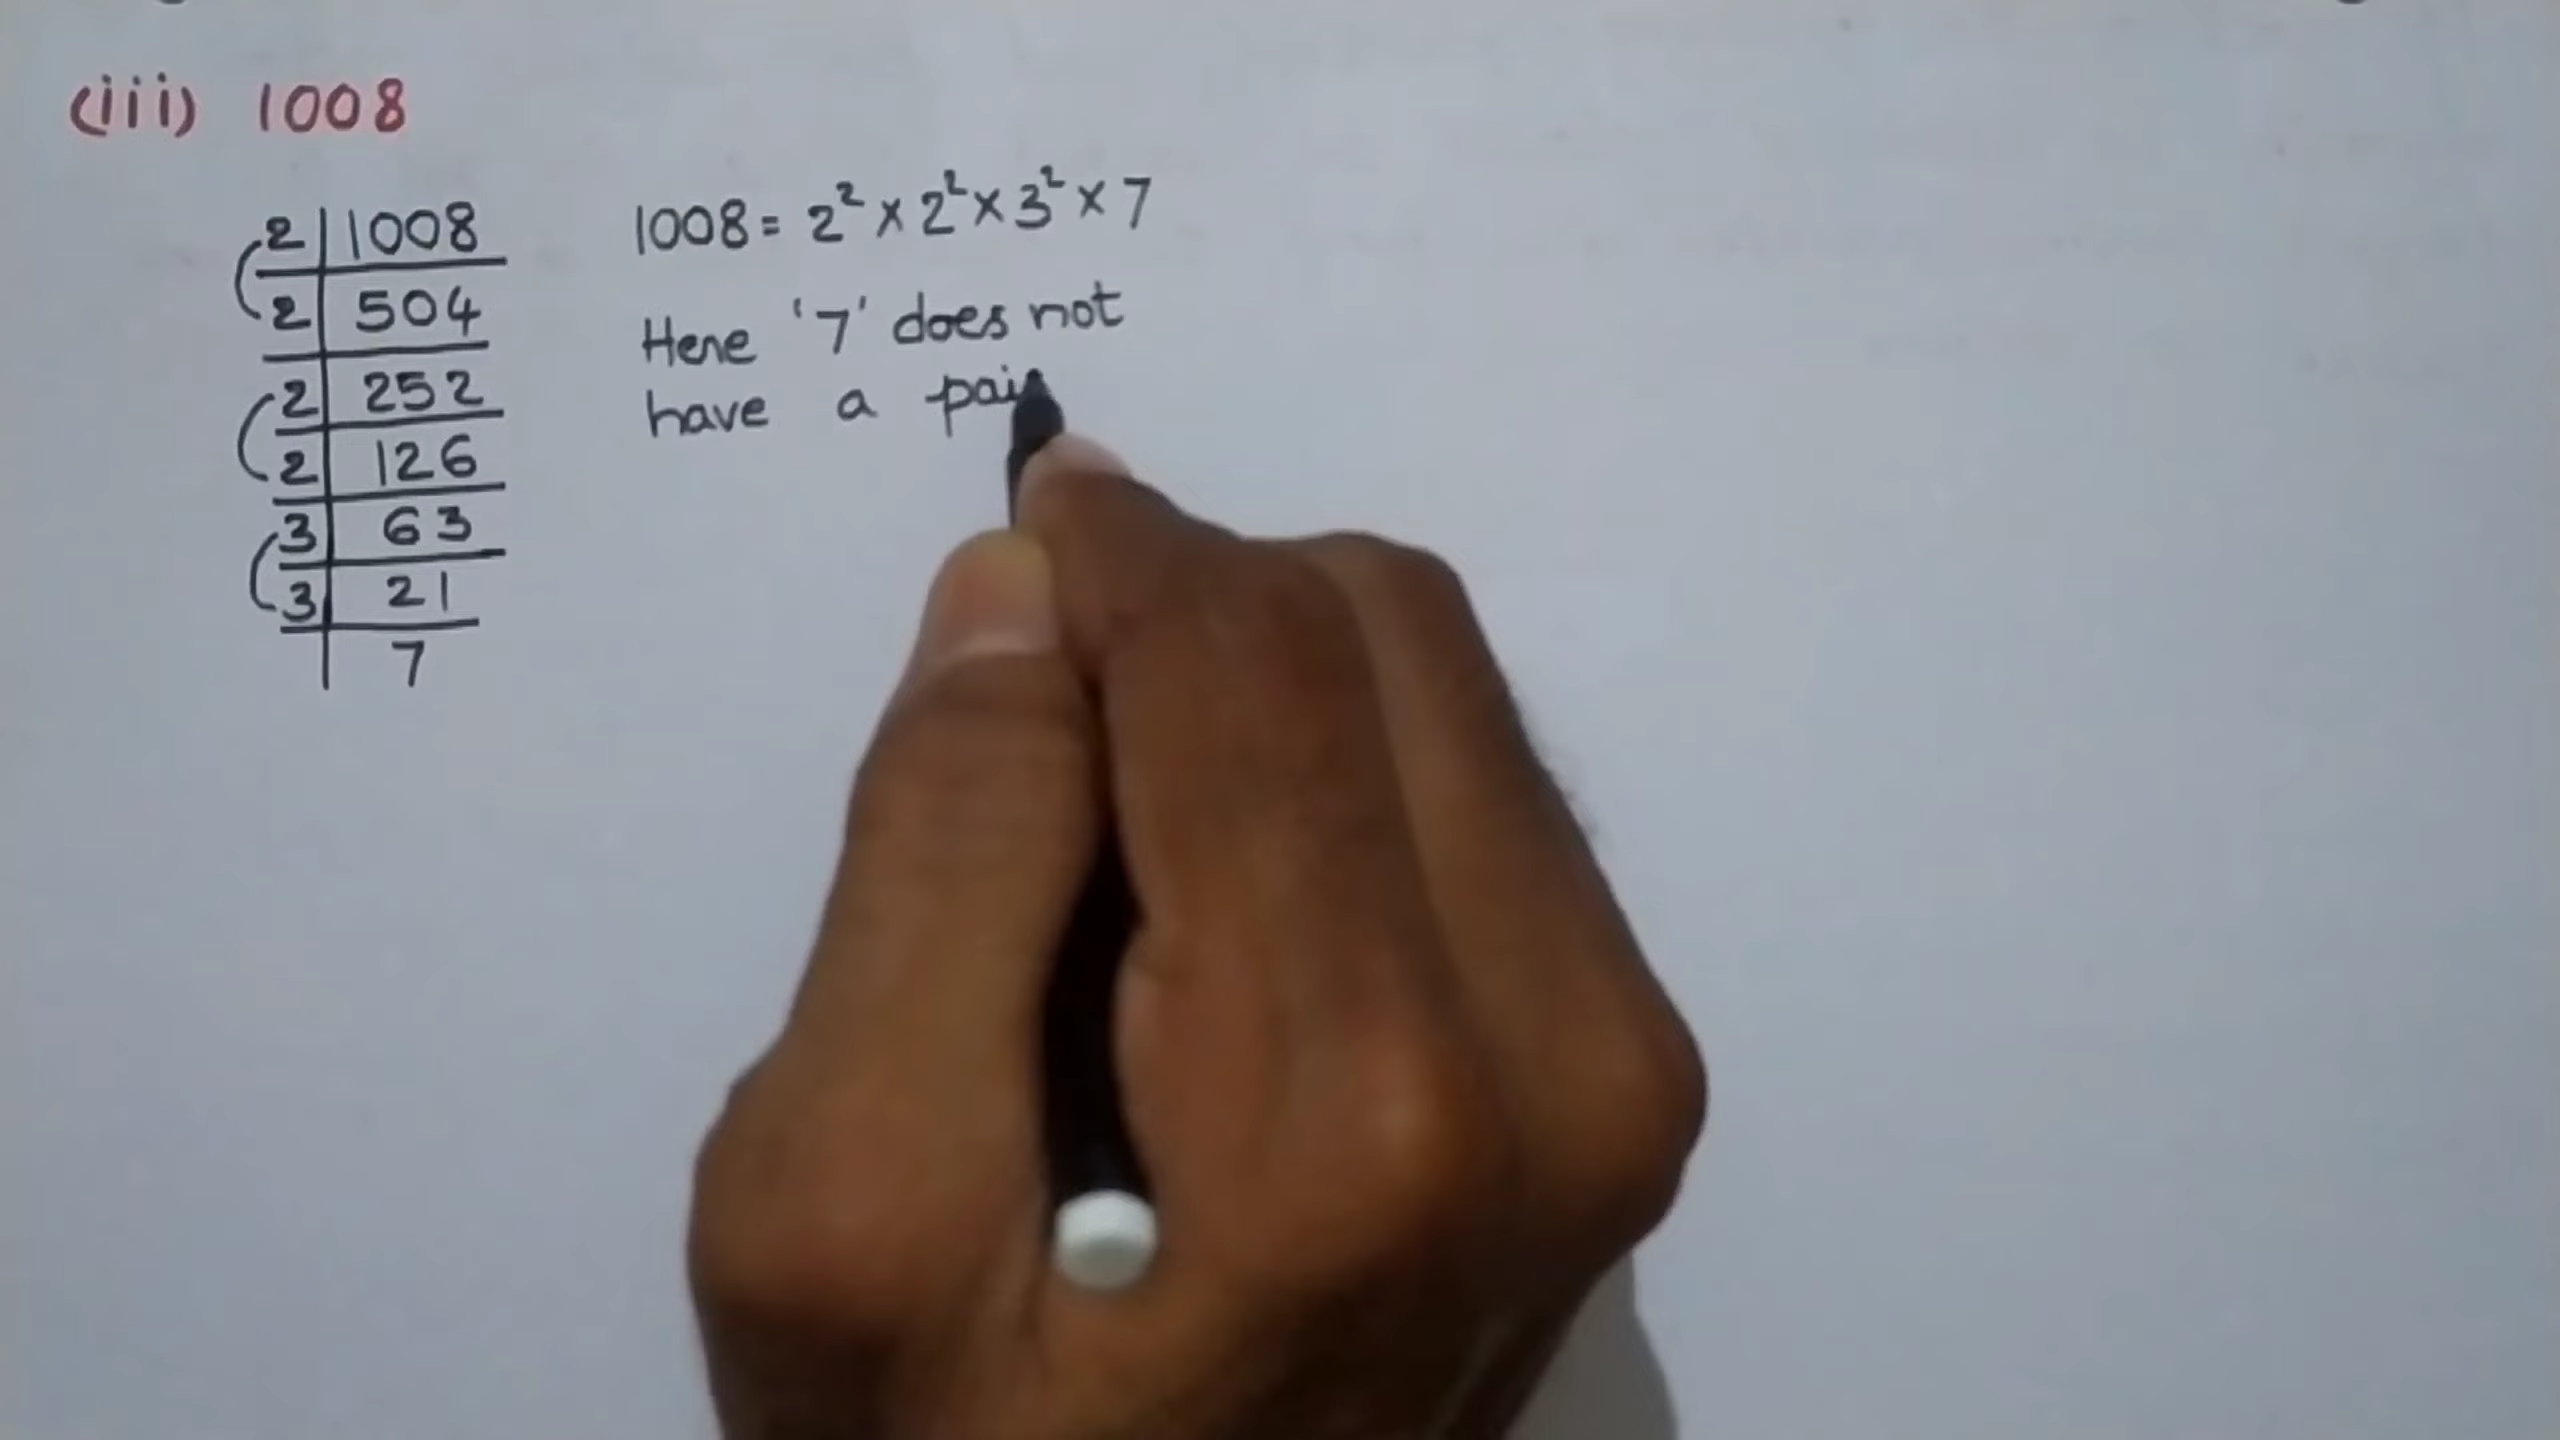 (iii) 1008
2 | 1008
2 | 504
2 | 252
2 | 126
3 | 63
3 | 21
| 7
1008 = 2² × 2² × 3² × 7
Here '7' does not
have a pai